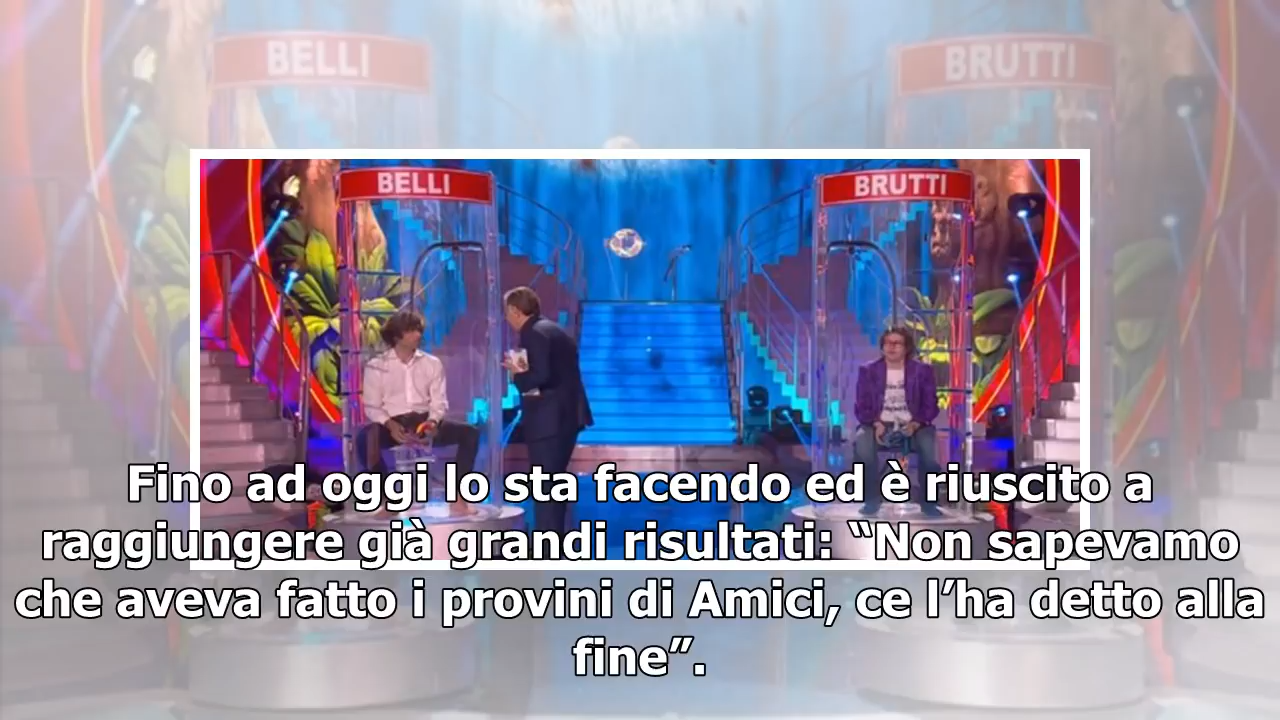 BELLI
BRUTTI
BELLI
BRUTTI
Fino ad oggi lo sta facendo ed è riuscito a
raggiungere già grandi risultati: “Non sapevamo
che aveva fatto i provini di Amici, ce l’ha detto alla
fine”.